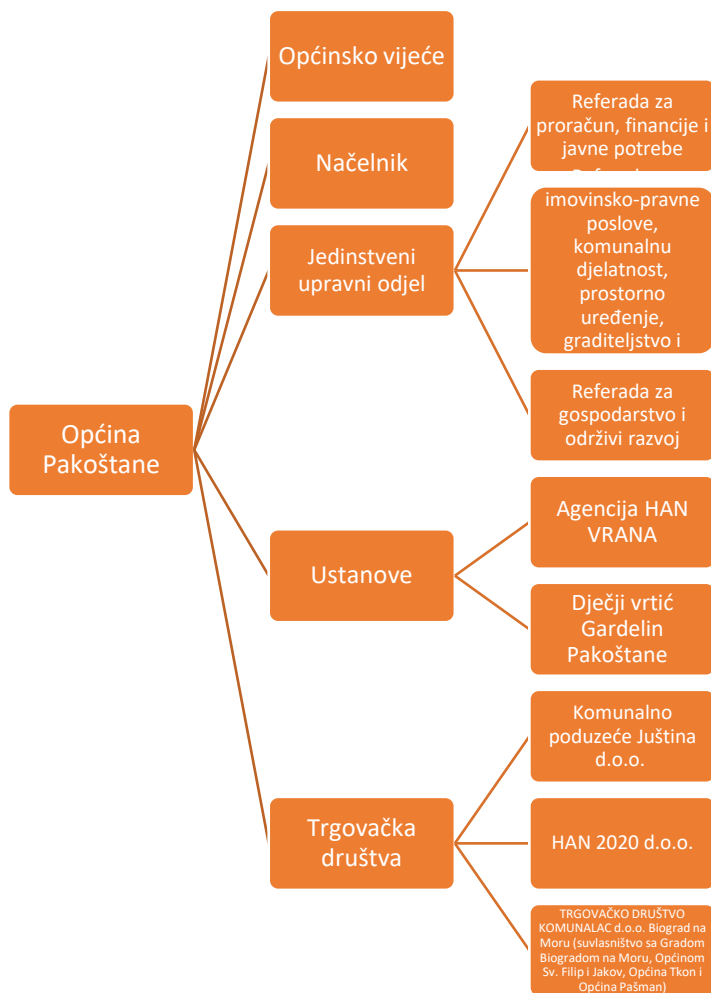 Općina
Pakoštane
Općinsko vijeće
Načelnik
Jedinstveni
upravni odjel
Referada za
proračun, financije i
javne potrebe
imovinsko-pravne
poslove,
komunalnu
djelatnost,
prostorno
uređenje,
graditeljstvo i
Referada za
gospodarstvo i
održivi razvoj
Ustanove
Agencija HAN
VRANA
Dječji vrtić
Gardelin
Pakoštane
Trgovačka
društva
Komunalno
poduzeće Juština
d.o.o.
HAN 2020 d.o.o.
TRGOVAČKO DRUŠTVO
KOMUNALAC d.o.o. Biograd na
Moru (suvlasništvo sa Gradom
Biogradom na Moru, Općinom
Sv. Filip i Jakov, Općina Tkon i
Općina Pašman)